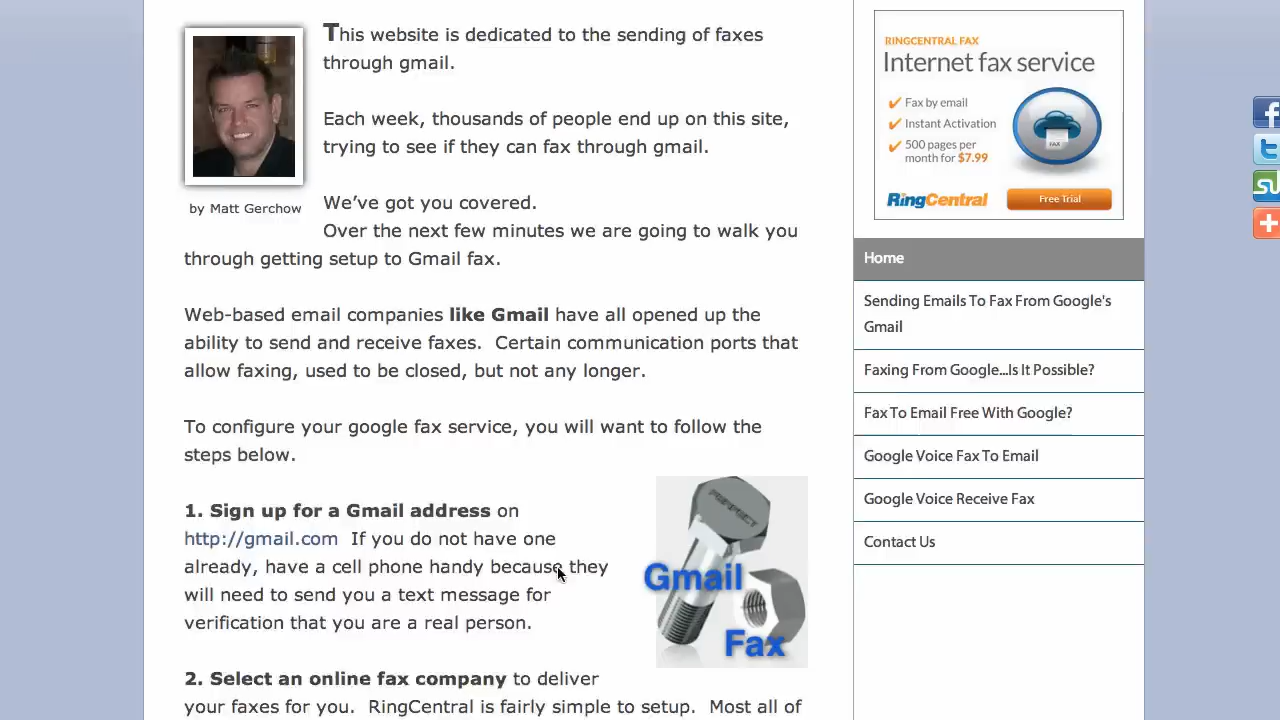 This website is dedicated to the sending of faxes
through gmail.
Each week, thousands of people end up on this site,
trying to see if they can fax through gmail.
by Matt Gerchow
We’ve got you covered.
Over the next few minutes we are going to walk you
through getting setup to Gmail fax.
Web-based email companies like Gmail have all opened up the
ability to send and receive faxes.  Certain communication ports that
allow faxing, used to be closed, but not any longer.
To configure your google fax service, you will want to follow the
steps below.
1. Sign up for a Gmail address on
http://gmail.com  If you do not have one
already, have a cell phone handy because they
will need to send you a text message for
verification that you are a real person.
PERFECT
Gmail
Fax
2. Select an online fax company to deliver
your faxes for you.  RingCentral is fairly simple to setup.  Most all of
RINGCENTRAL FAX
Internet fax service
Fax by email
Instant Activation
500 pages per
month for $7.99
FAX
RingCentral
Free Trial
Home
Sending Emails To Fax From Google's
Gmail
Faxing From Google...Is It Possible?
Fax To Email Free With Google?
Google Voice Fax To Email
Google Voice Receive Fax
Contact Us